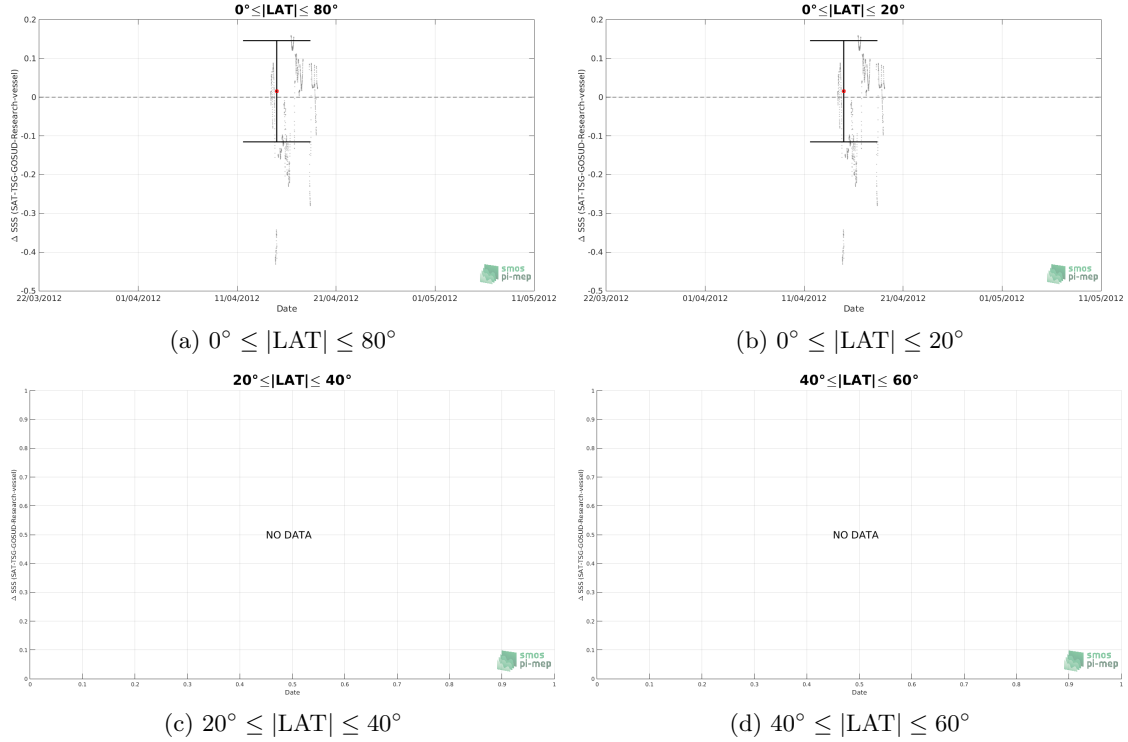 0°≤|LAT|≤ 80°
Δ SSS (SAT-TSG-GOSUD-Research-vessel)
0.2
0.1
0
-0.1
-0.2
-0.3
-0.4
-0.5
22/03/2012 01/04/2012 11/04/2012 21/04/2012 01/05/2012 11/05/2012
Date
smos
pi-mep
(a) 0° ≤ |LAT| ≤ 80°
0°≤|LAT|≤ 20°
Δ SSS (SAT-TSG-GOSUD-Research-vessel)
0.2
0.1
0
-0.1
-0.2
-0.3
-0.4
-0.5
22/03/2012 01/04/2012 11/04/2012 21/04/2012 01/05/2012 11/05/2012
Date
smos
pi-mep
(b) 0° ≤ |LAT| ≤ 20°
20°≤|LAT|≤ 40°
Δ SSS (SAT-TSG-GOSUD-Research-vessel)
1
0.9
0.8
0.7
0.6
0.5
0.4
0.3
0.2
0.1
0
NO DATA
0 0.1 0.2 0.3 0.4 0.5 0.6 0.7 0.8 0.9 1
Date
smos
pi-mep
(c) 20° ≤ |LAT| ≤ 40°
40°≤|LAT|≤ 60°
Δ SSS (SAT-TSG-GOSUD-Research-vessel)
1
0.9
0.8
0.7
0.6
0.5
0.4
0.3
0.2
0.1
0
NO DATA
0 0.1 0.2 0.3 0.4 0.5 0.6 0.7 0.8 0.9 1
Date
smos
pi-mep
(d) 40° ≤ |LAT| ≤ 60°